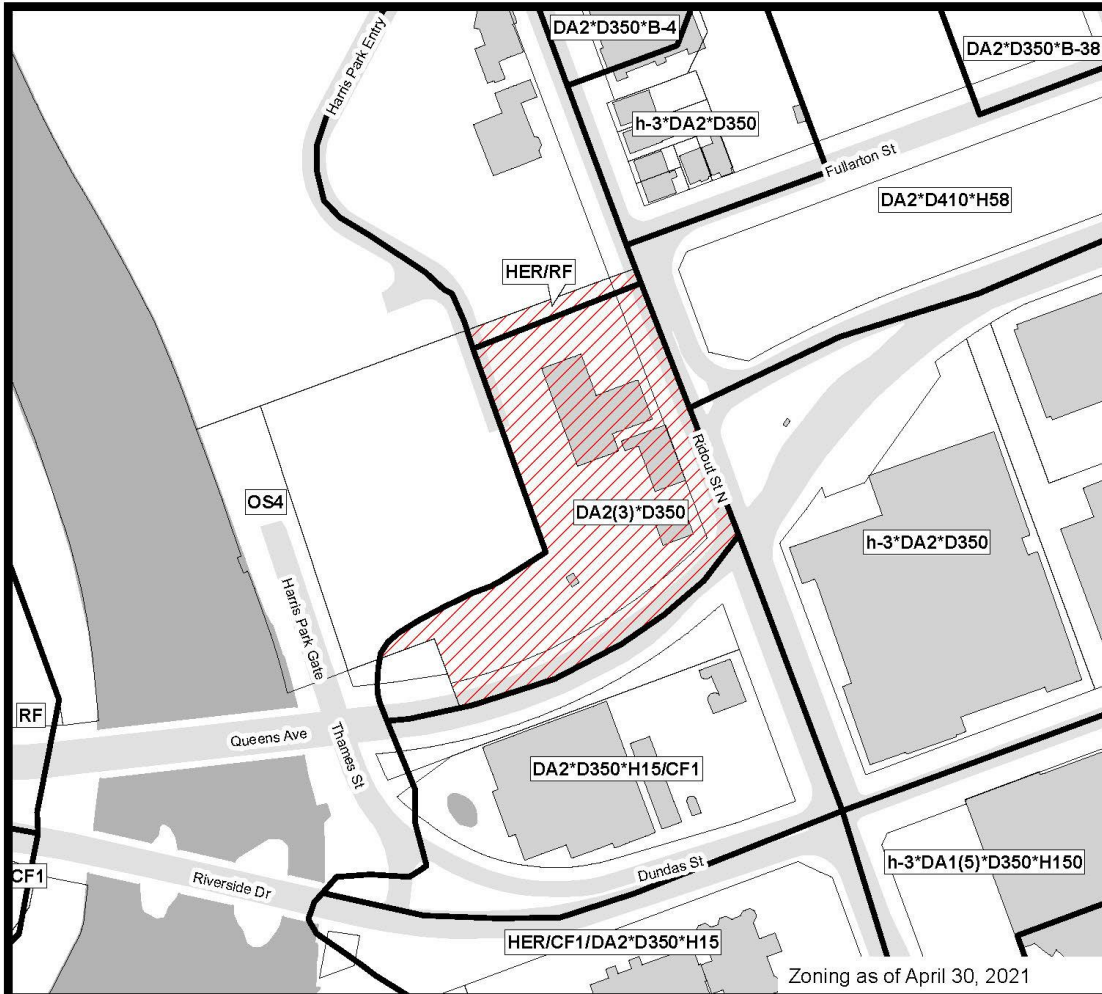 DA2*D350*B-4
DA2*D350*B-38
Harris Park Entry
h-3*DA2*D350
Fullarton St
DA2*D410*H58
HER/RF
Ridout St N
OS4
DA2(3)*D350
h-3*DA2*D350
Harris Park Gate
RF
Queens Ave
Thames St
DA2*D350*H15/CF1
CF1
Riverside Dr
Dundas St
h-3*DA1(5)*D350*H150
HER/CF1/DA2*D350*H15
Zoning as of April 30, 2021